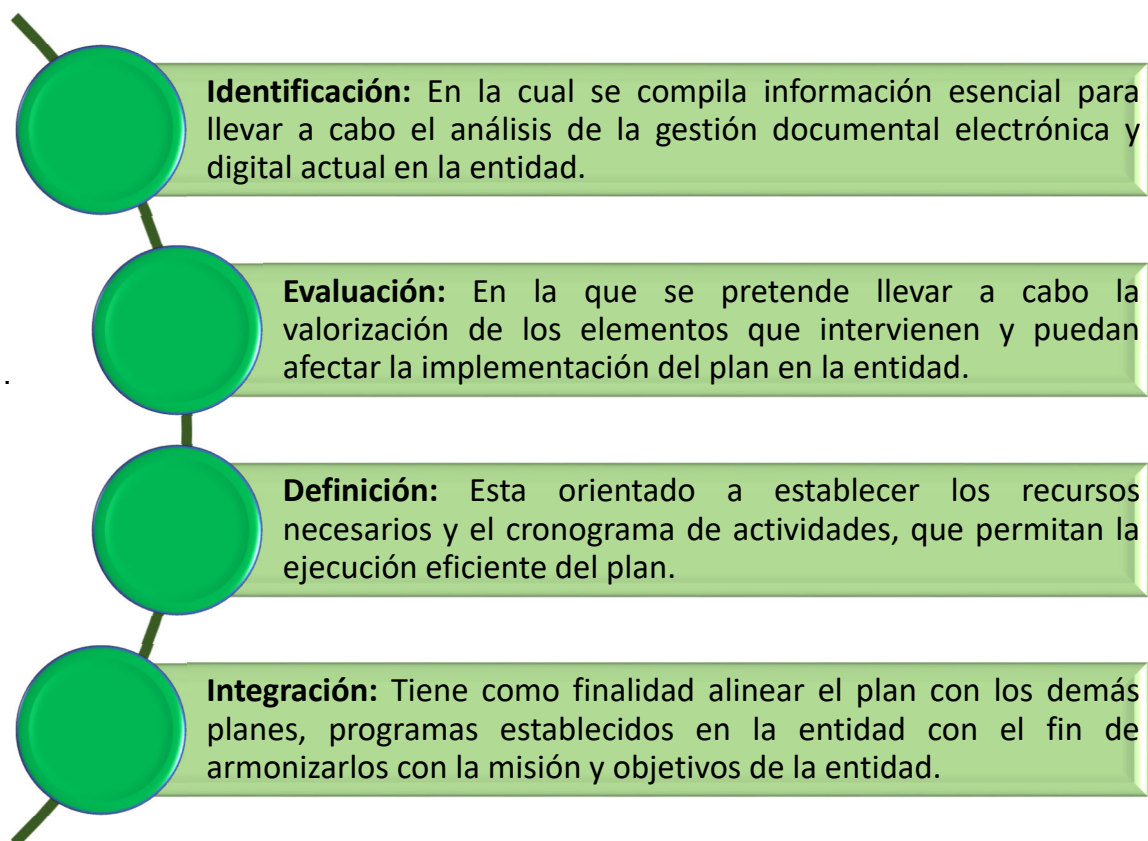 Identificación: En la cual se compila información esencial para
llevar a cabo el análisis de la gestión documental electrónica y
digital actual en la entidad.
Evaluación: En la que se pretende llevar a cabo la
valorización de los elementos que intervienen y puedan
afectar la implementación del plan en la entidad.
.
Definición: Esta orientado a establecer los recursos
necesarios y el cronograma de actividades, que permitan la
ejecución eficiente del plan.
Integración: Tiene como finalidad alinear el plan con los demás
planes, programas establecidos en la entidad con el fin de
armonizarlos con la misión y objetivos de la entidad.